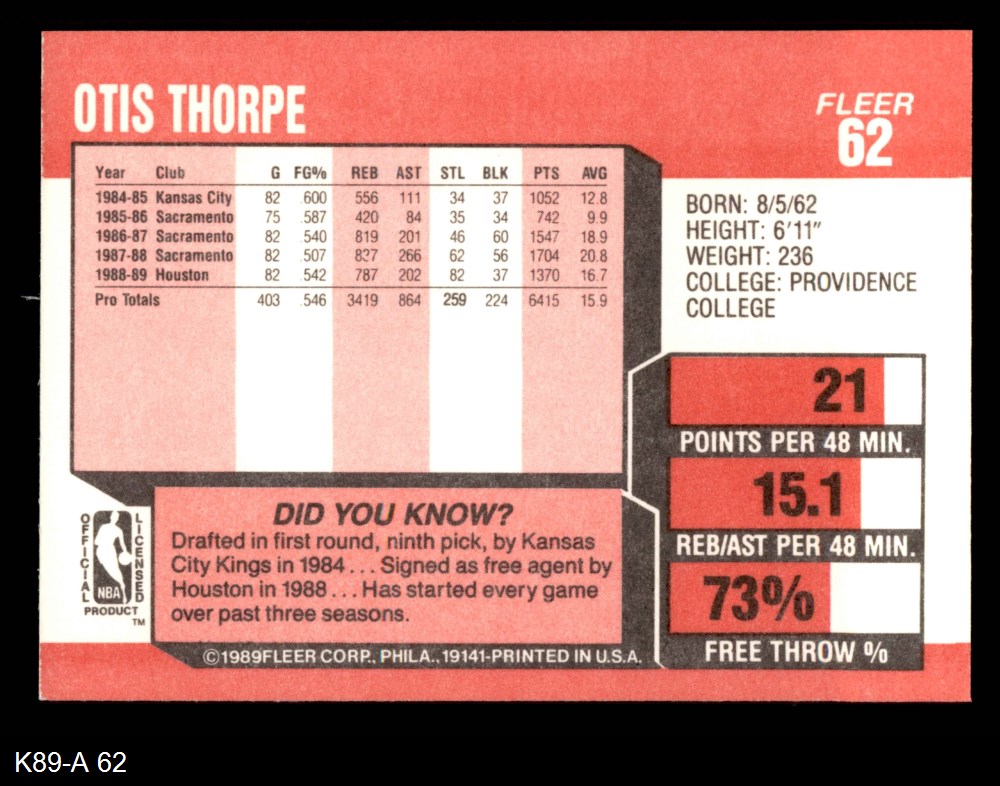 OTIS THORPE
FLEER
62
Year Club G FG% REB AST STL BLK PTS AVG
1984-85 Kansas City 82 .600 556 111 34 37 1052 12.8
1985-86 Sacramento 75 .587 420 84 35 34 742 9.9
1986-87 Sacramento 82 .540 819 201 46 60 1547 18.9
1987-88 Sacramento 82 .507 837 266 62 56 1704 20.8
1988-89 Houston 82 .542 787 202 82 37 1370 16.7
Pro Totals 403 .546 3419 864 259 224 6415 15.9
BORN: 8/5/62
HEIGHT: 6'11"
WEIGHT: 236
COLLEGE: PROVIDENCE
COLLEGE
21
POINTS PER 48 MIN.
15.1
REB/AST PER 48 MIN.
73%
FREE THROW %
DID YOU KNOW?
Drafted in first round, ninth pick, by Kansas
City Kings in 1984 ... Signed as free agent by
Houston in 1988 ... Has started every game
over past three seasons.
OFFICIAL
LICENSED
NBA
PRODUCT
TM
©1989FLEER CORP., PHILA., 19141-PRINTED IN U.S.A.
K89-A 62